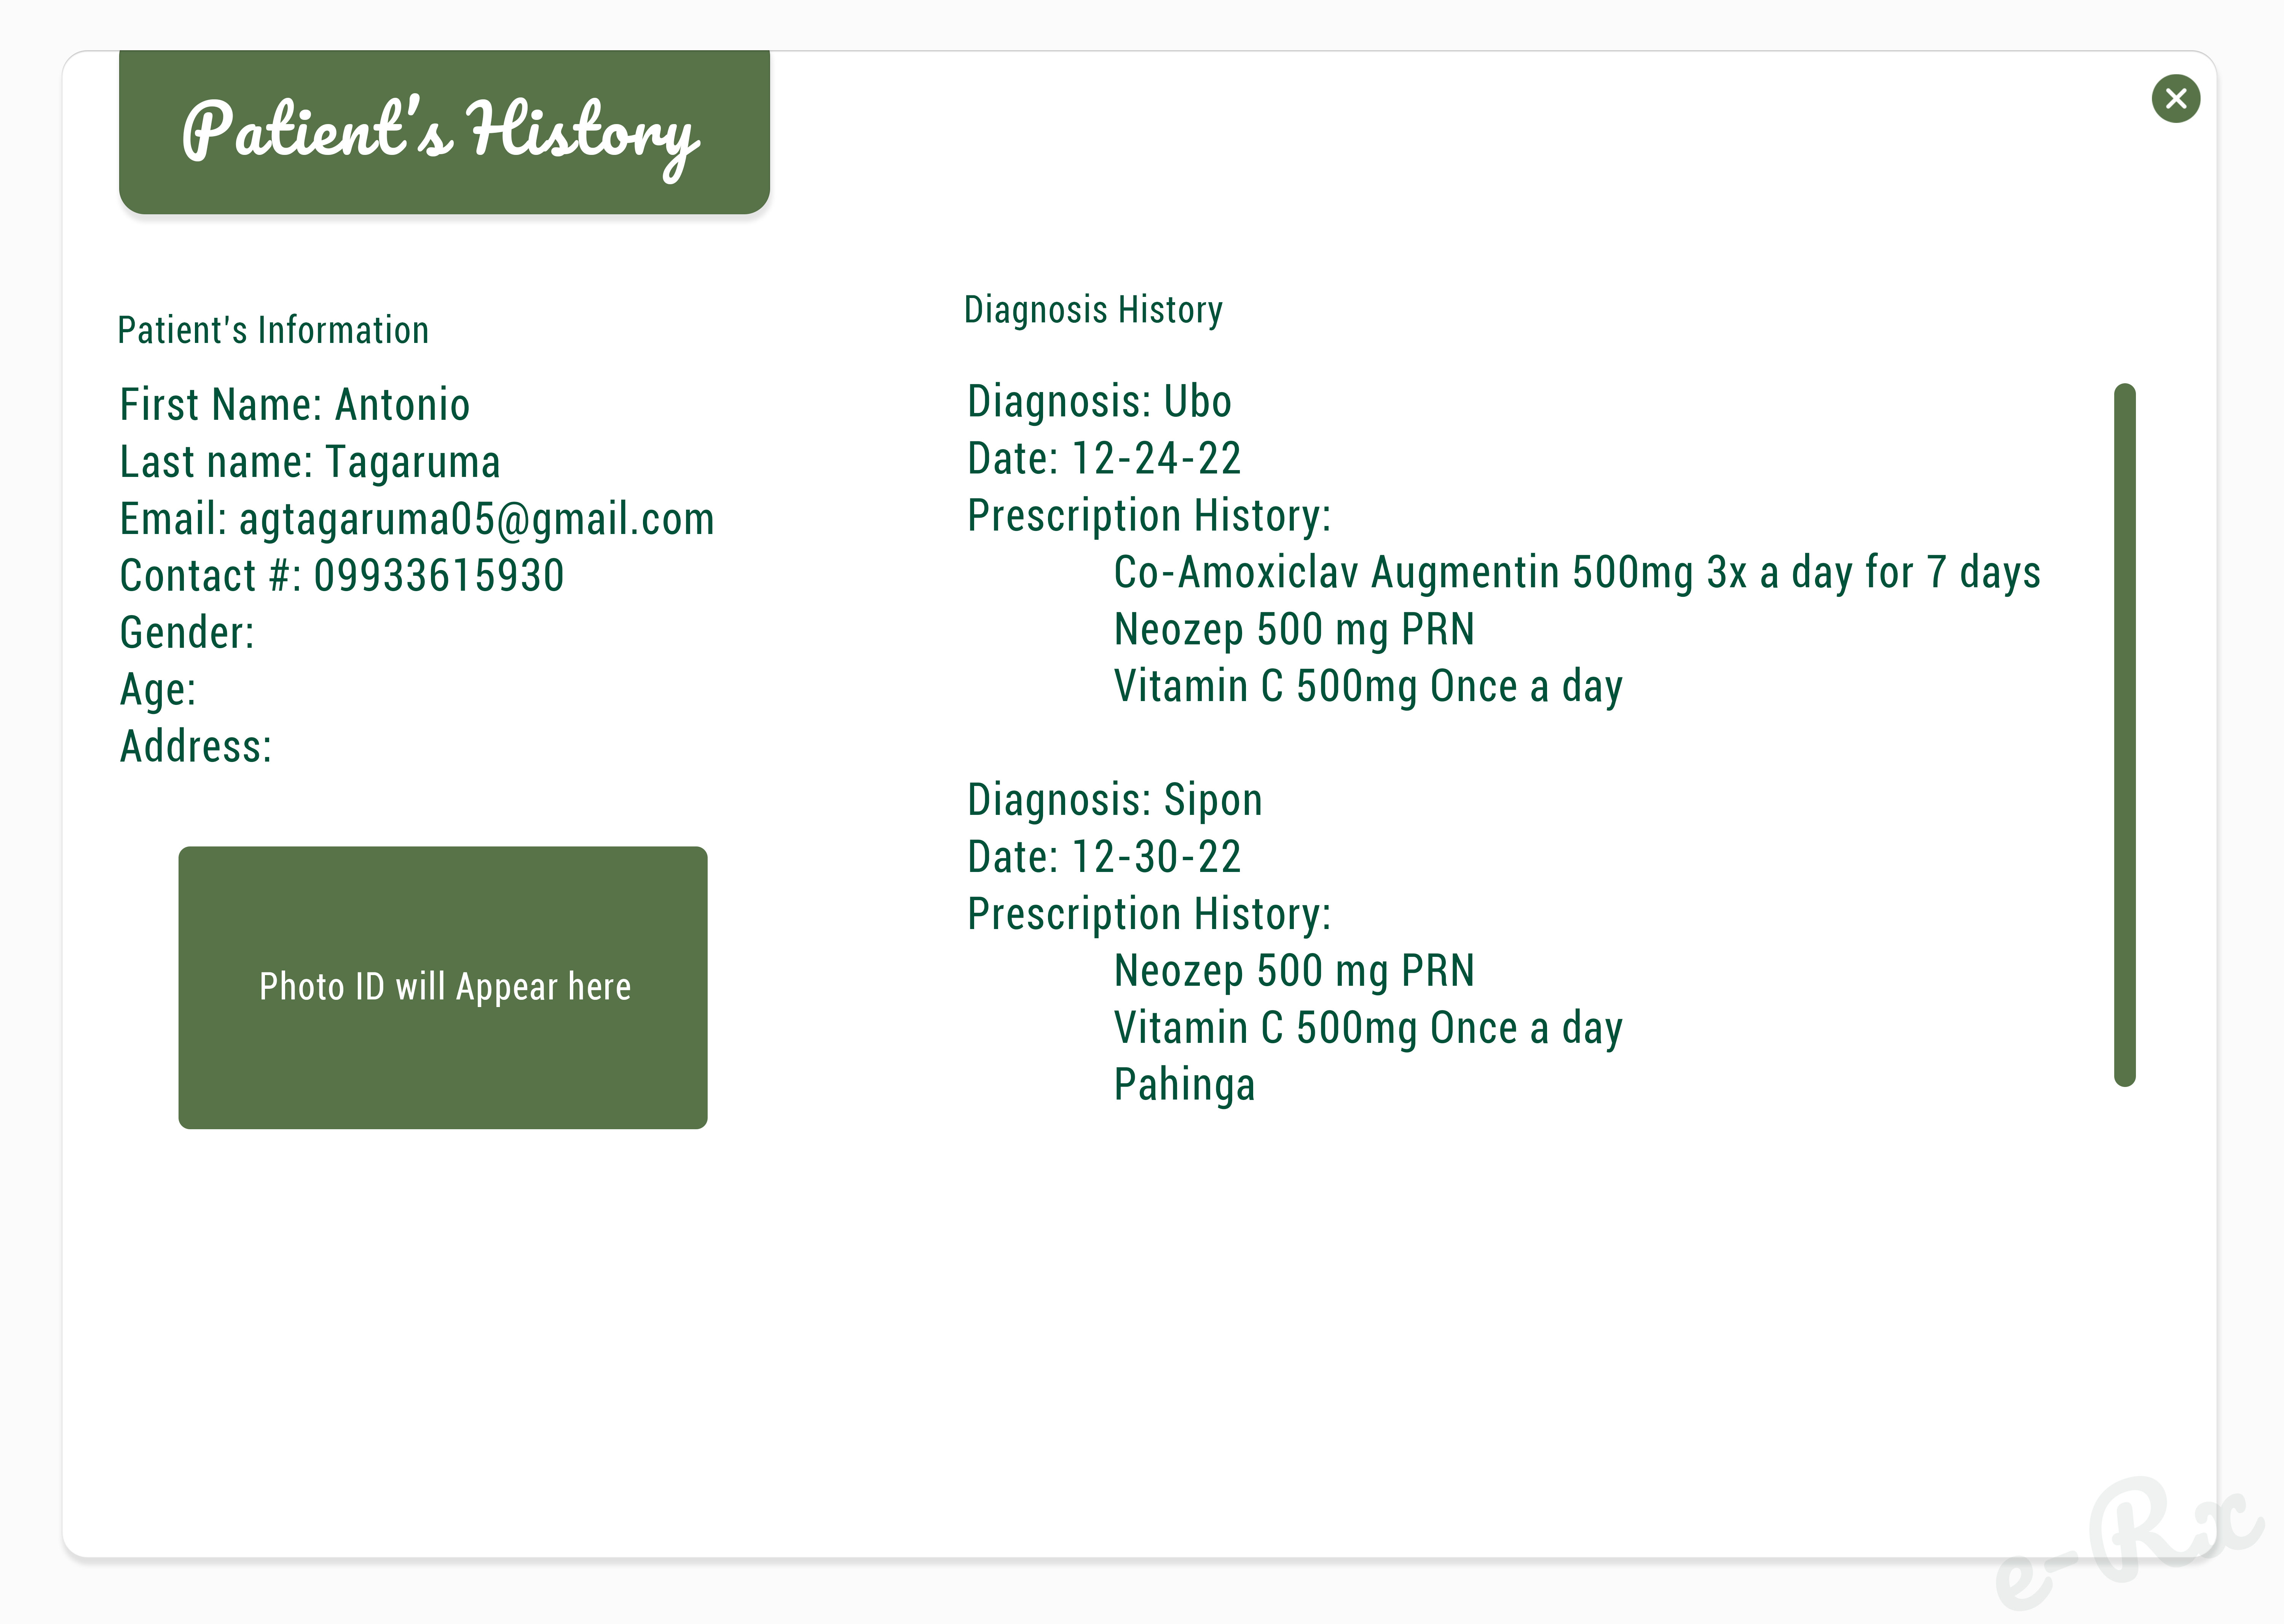 Patient's History
Patient's Information
First Name: Antonio
Last name: Tagaruma
Email: agtagaruma05@gmail.com
Contact #: 09933615930
Gender:
Age:
Address:
Photo ID will Appear here
Diagnosis History
Diagnosis: Ubo
Date: 12-24-22
Prescription History:
Co-Amoxiclav Augmentin 500mg 3x a day for 7 days
Neozep 500 mg PRN
Vitamin C 500mg Once a day
Diagnosis: Sipon
Date: 12-30-22
Prescription History:
Neozep 500 mg PRN
Vitamin C 500mg Once a day
Pahinga
e-Rx